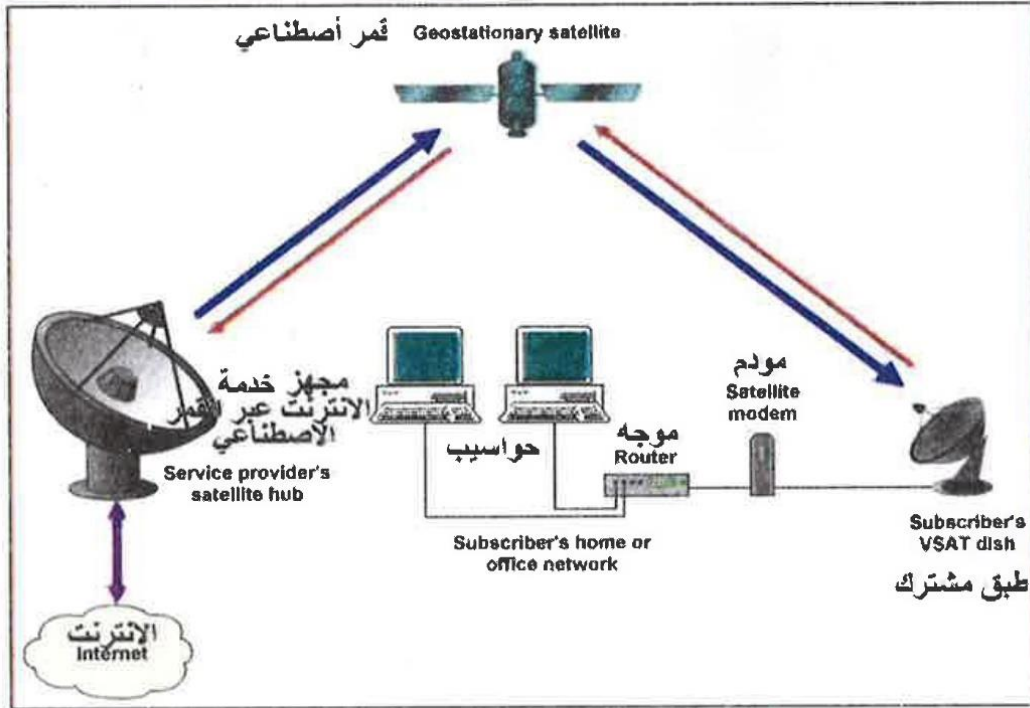 قمر أصطناعي Geostationary satellite
مجهز خدمة
الانترنت عبر القمر
الاصطناعي
Service provider's
satellite hub
حواسيب
مودم
Satellite
modem
موجه
Router
Subscriber's home or
office network
Subscriber's
VSAT dish
طبق مشترك
الانترنت
Internet